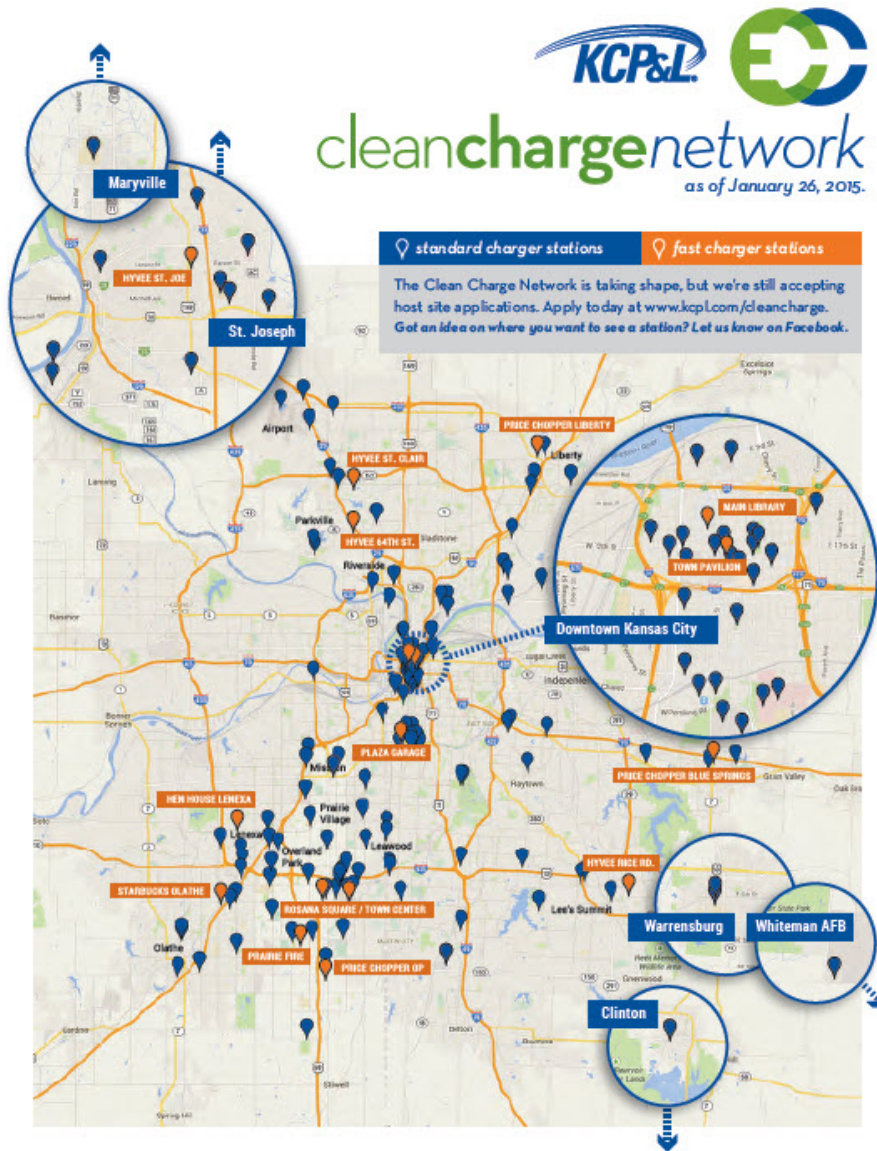 KCP&L
cleanchargenetwork
as of January 26, 2015.
standard charger stations
fast charger stations
The Clean Charge Network is taking shape, but we're still accepting
host site applications. Apply today at www.kcpl.com/cleancharge.
Got an idea on where you want to see a station? Let us know on Facebook.
Maryville
HYVEE ST. JOE
St. Joseph
Excelsior
Springs
Airport
PRICE CHOPPER LIBERTY
Liberty
HYVEE ST. CLAIR
Lansing
MAIN LIBRARY
Parkville
HYVEE 64TH ST.
Gladstone
TOWN PAVILION
Riverside
Basehor
Downtown Kansas City
Sugar Creek
Independence
Bonner
Springs
PLAZA GARAGE
Mission
PRICE CHOPPER BLUE SPRINGS
Grain Valley
Haytown
HEN HOUSE LENEXA
Prairie
Village
Lenexa
Overland
Park
Leawood
HYVEE RICE RD.
STARBUCKS OLATHE
ROSANA SQUARE / TOWN CENTER
Lee's Summit
Warrensburg
Whiteman AFB
Olathe
PRAIRIE FIRE
PRICE CHOPPER OP
Greenwood
Clinton
Gardner
Stilwell
Spring Hill